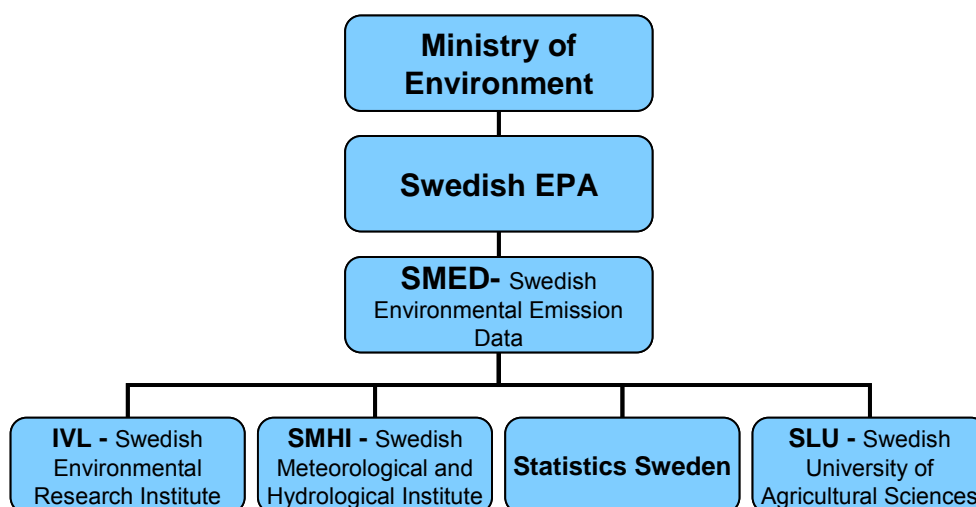 Ministry of
Environment
Swedish EPA
SMED- Swedish
Environmental Emission
Data
IVL - Swedish
Environmental
Research Institute
SMHI - Swedish
Meteorological and
Hydrological Institute
Statistics Sweden
SLU - Swedish
University of
Agricultural Sciences